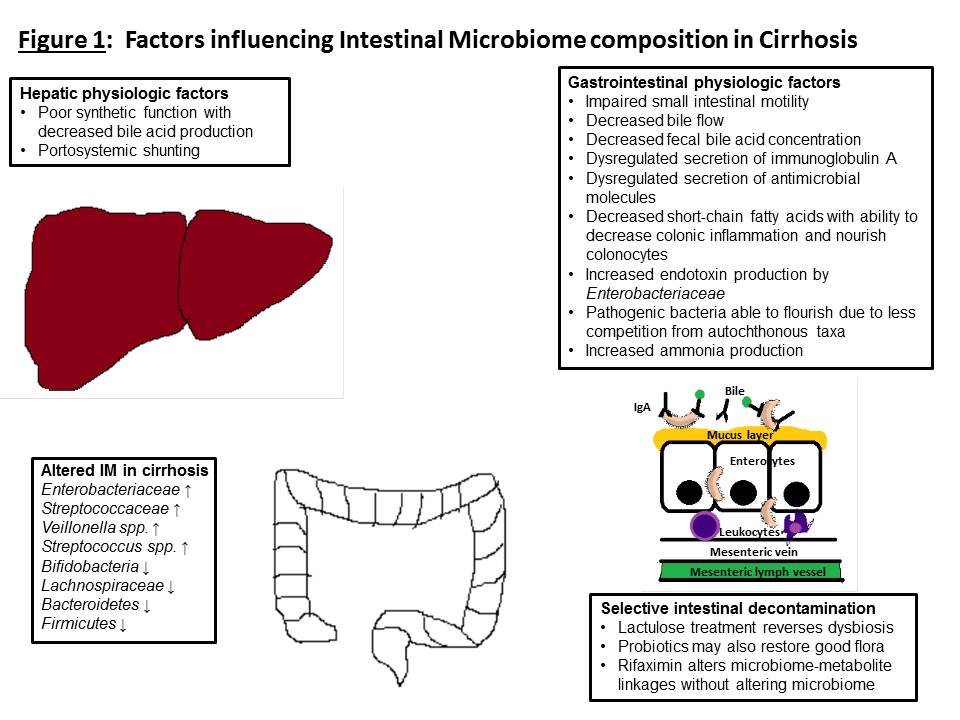 Figure 1:  Factors influencing Intestinal Microbiome composition in Cirrhosis
Hepatic physiologic factors
• Poor synthetic function with
decreased bile acid production
• Portosystemic shunting
Gastrointestinal physiologic factors
• Impaired small intestinal motility
• Decreased bile flow
• Decreased fecal bile acid concentration
• Dysregulated secretion of immunoglobulin A
• Dysregulated secretion of antimicrobial
molecules
• Decreased short-chain fatty acids with ability to
decrease colonic inflammation and nourish
colonocytes
• Increased endotoxin production by
Enterobacteriaceae
• Pathogenic bacteria able to flourish due to less
competition from autochthonous taxa
• Increased ammonia production
Bile
IgA
Mucus layer
Enterocytes
Leukocytes
Mesenteric vein
Mesenteric lymph vessel
Altered IM in cirrhosis
Enterobacteriaceae ↑
Streptococcaceae ↑
Veillonella spp. ↑
Streptococcus spp. ↑
Bifidobacteria ↓
Lachnospiraceae ↓
Bacteroidetes ↓
Firmicutes ↓
Selective intestinal decontamination
• Lactulose treatment reverses dysbiosis
• Probiotics may also restore good flora
• Rifaximin alters microbiome-metabolite
linkages without altering microbiome